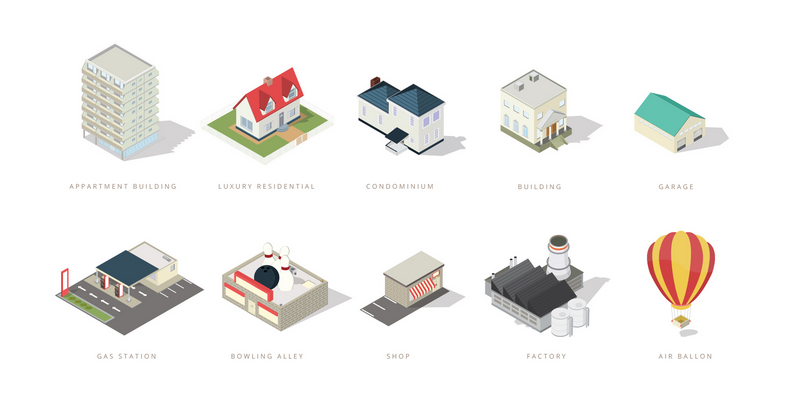 APPARTMENT BUILDING
LUXURY RESIDENTIAL
CONDOMINIUM
BUILDING
GARAGE
GAS STATION
BOWLING ALLEY
SHOP
FACTORY
AIR BALLON